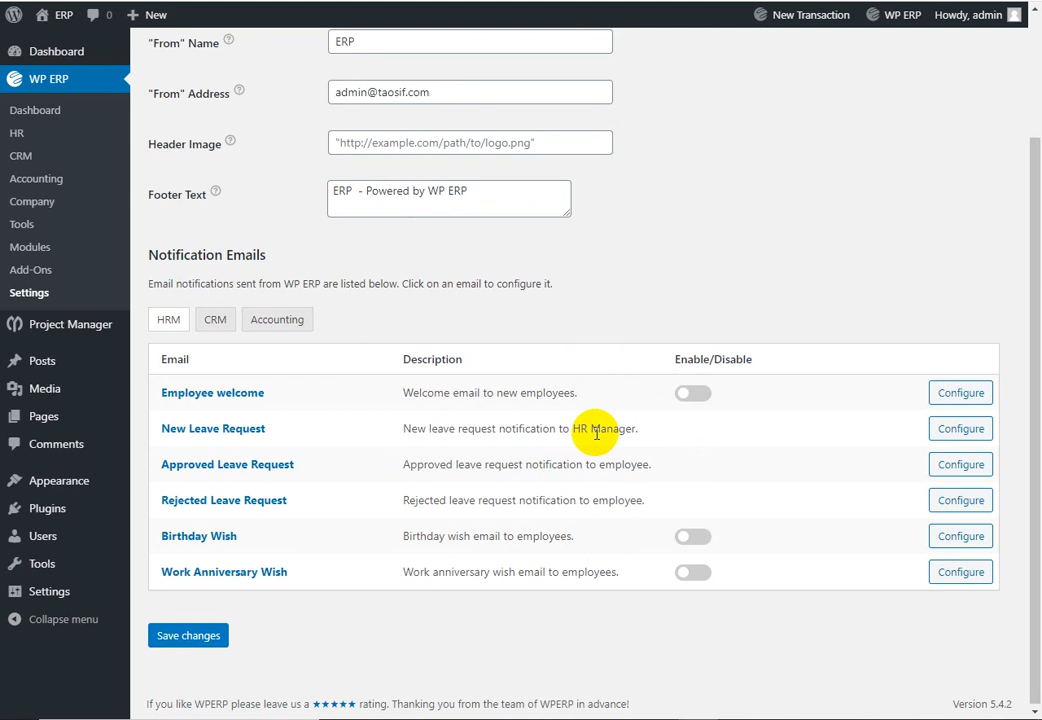 ERP 0 New New Transaction WP ERP Howdy, admin
Dashboard
WP ERP
Dashboard
HR
CRM
Accounting
Company
Tools
Modules
Add-Ons
Settings
Project Manager
Posts
Media
Pages
Comments
Appearance
Plugins
Users
Tools
Settings
Collapse menu
"From" Name ERP
"From" Address admin@taosif.com
Header Image "http://example.com/path/to/logo.png"
Footer Text ERP - Powered by WP ERP
Notification Emails
Email notifications sent from WP ERP are listed below. Click on an email to configure it.
HRM CRM Accounting
Email Description Enable/Disable
Employee welcome Welcome email to new employees. Configure
New Leave Request New leave request notification to HR Manager. Configure
Approved Leave Request Approved leave request notification to employee. Configure
Rejected Leave Request Rejected leave request notification to employee. Configure
Birthday Wish Birthday wish email to employees. Configure
Work Anniversary Wish Work anniversary wish email to employees. Configure
Save changes
If you like WPERP please leave us a ★★★★★ rating. Thanking you from the team of WPERP in advance! Version 5.4.2